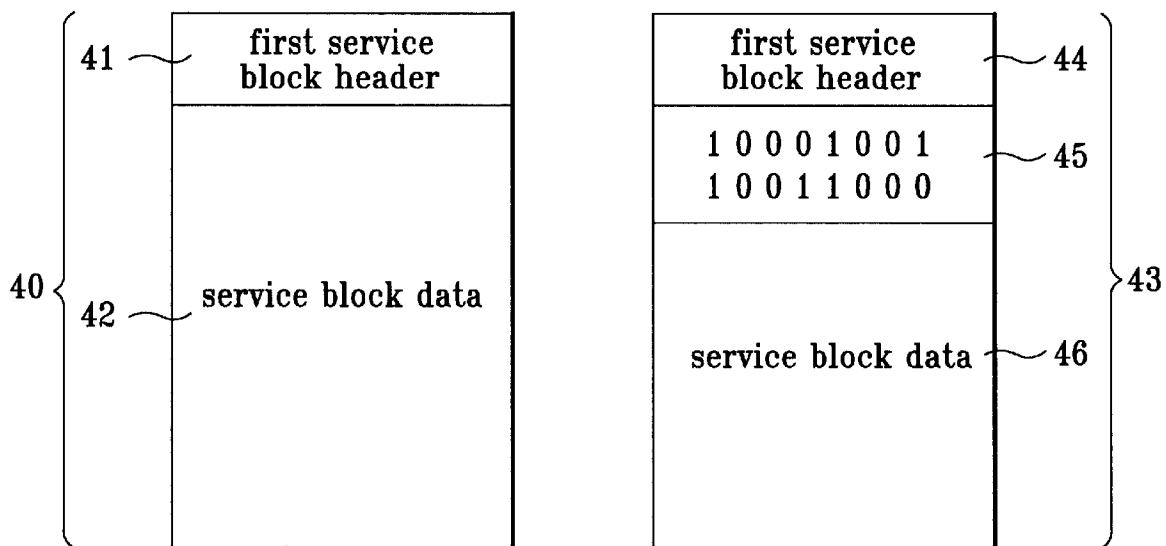 41
first service
block header
40
42
service block data
first service
block header
44
1 0 0 0 1 0 0 1
1 0 0 1 1 0 0 0
45
43
service block data
46